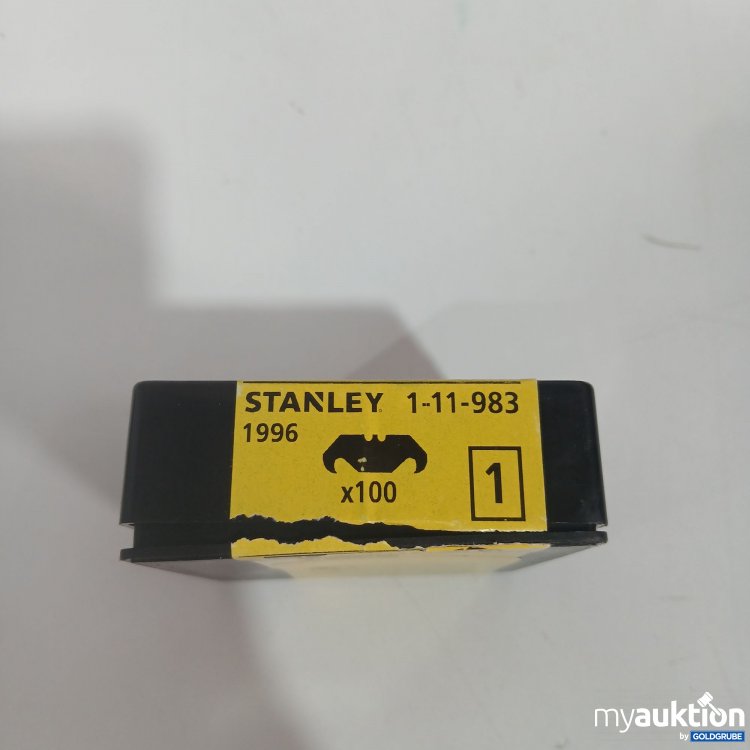 STANLEY 1-11-983
1996
x100
1
myauktion
by GOLDGRUBE